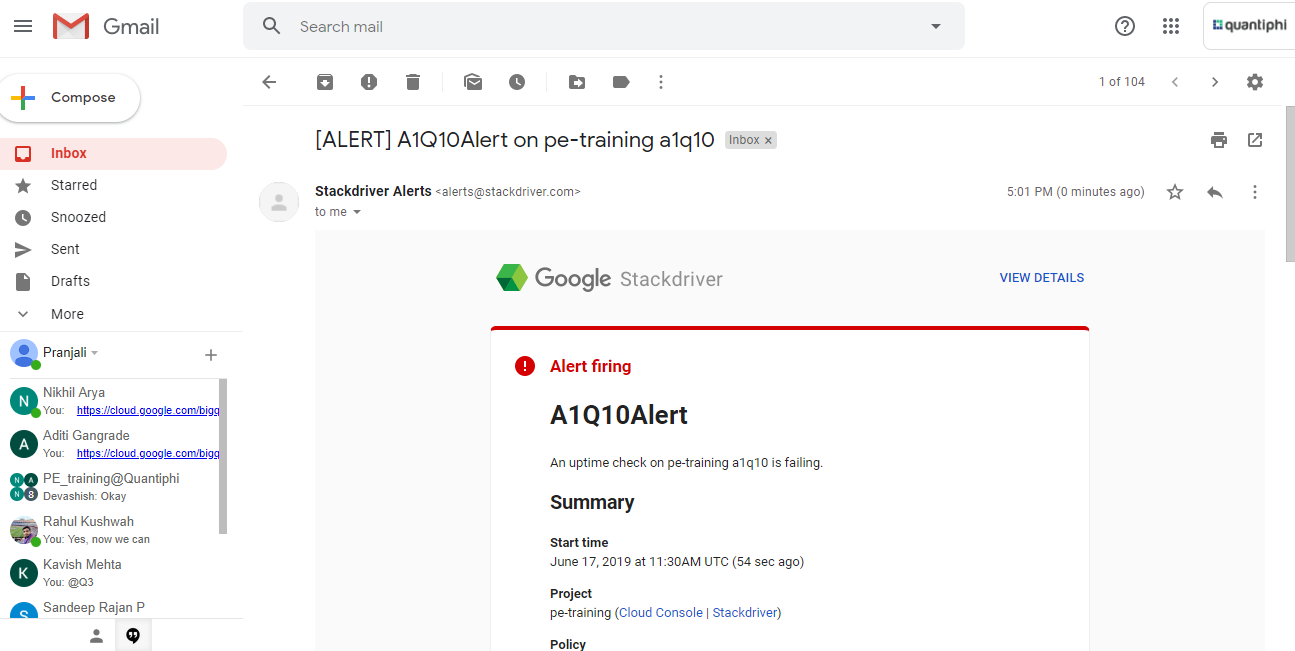 Gmail
Search mail
quantiphi
Compose
1 of 104
Inbox
Starred
Snoozed
Sent
Drafts
More
[ALERT] A1Q10Alert on pe-training a1q10 Inbox x
Stackdriver Alerts <alerts@stackdriver.com> 5:01 PM (0 minutes ago)
to me
Google Stackdriver VIEW DETAILS
Alert firing
A1Q10Alert
An uptime check on pe-training a1q10 is failing.
Summary
Start time
June 17, 2019 at 11:30AM UTC (54 sec ago)
Project
pe-training (Cloud Console | Stackdriver)
Policy
Pranjali
N Nikhil Arya
You: https://cloud.google.com/bigq
A Aditi Gangrade
You: https://cloud.google.com/bigq
N A
N 8
PE_training@Quantiphi
Devashish: Okay
Rahul Kushwah
You: Yes, now we can
K Kavish Mehta
You: @Q3
S Sandeep Rajan P